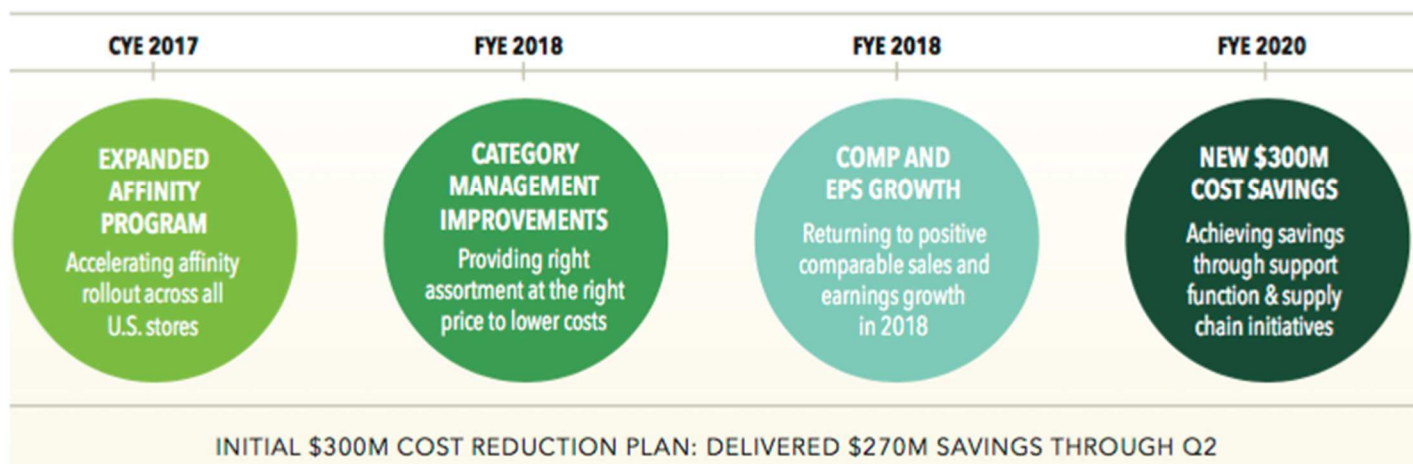 CYE 2017
FYE 2018
FYE 2018
FYE 2020
EXPANDED
AFFINITY
PROGRAM
Accelerating affinity
rollout across all
U.S. stores
CATEGORY
MANAGEMENT
IMPROVEMENTS
Providing right
assortment at the right
price to lower costs
COMP AND
EPS GROWTH
Returning to positive
comparable sales and
earnings growth
in 2018
NEW $300M
COST SAVINGS
Achieving savings
through support
function & supply
chain initiatives
INITIAL $300M COST REDUCTION PLAN: DELIVERED $270M SAVINGS THROUGH Q2